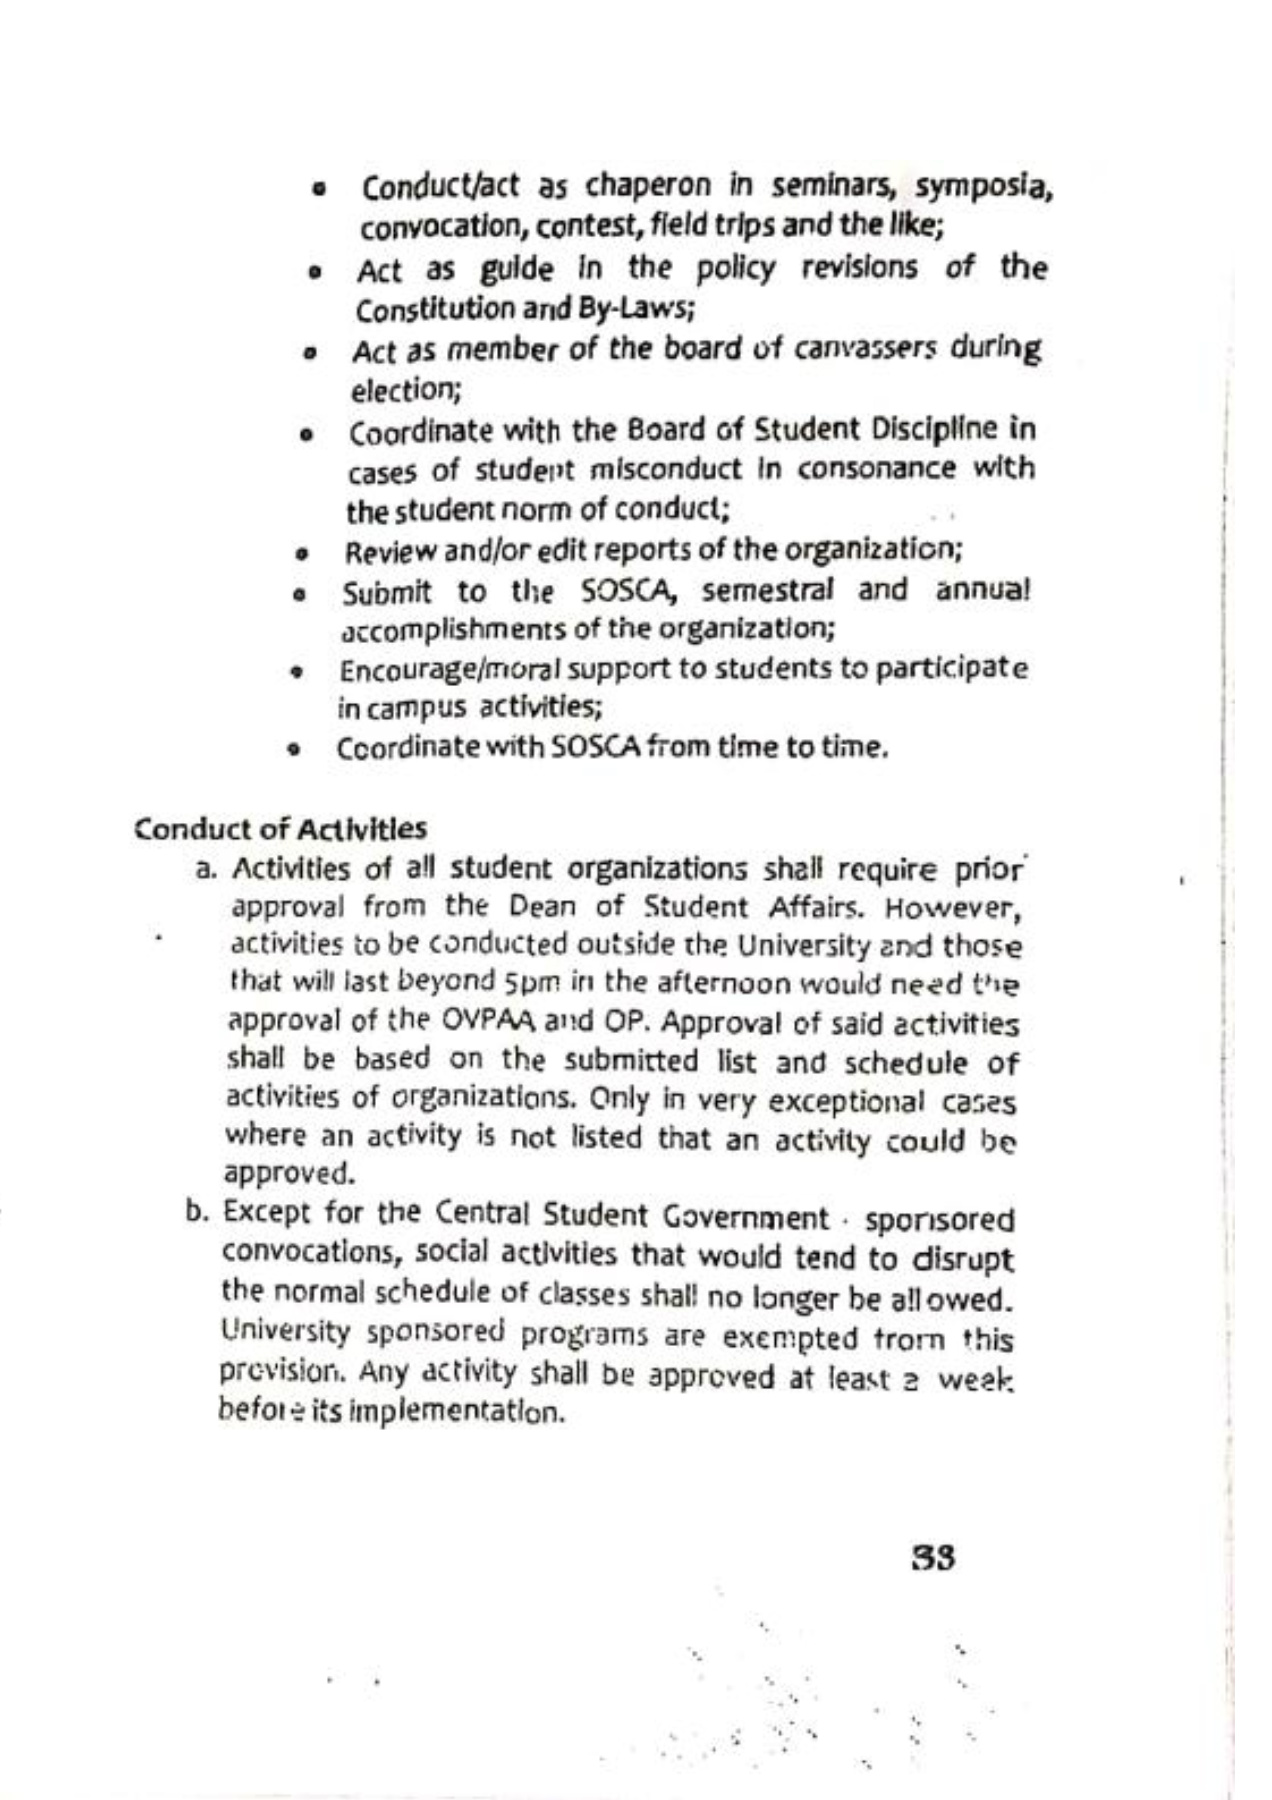 • Conduct/act as chaperon in seminars, symposia,
convocation, contest, field trips and the like;
• Act as guide in the policy revisions of the
Constitution and By-Laws;
• Act as member of the board of canvassers during
election;
• Coordinate with the Board of Student Discipline in
cases of student misconduct in consonance with
the student norm of conduct;
• Review and/or edit reports of the organization;
• Submit to the SOSCA, semestral and annual
accomplishments of the organization;
• Encourage/moral support to students to participate
in campus activities;
• Coordinate with SOSCA from time to time.
Conduct of Activities
a. Activities of all student organizations shall require prior
approval from the Dean of Student Affairs. However,
activities to be conducted outside the University and those
that will last beyond 5pm in the afternoon would need the
approval of the OVPAA and OP. Approval of said activities
shall be based on the submitted list and schedule of
activities of organizations. Only in very exceptional cases
where an activity is not listed that an activity could be
approved.
b. Except for the Central Student Government - sponsored
convocations, social activities that would tend to disrupt
the normal schedule of classes shall no longer be allowed.
University sponsored programs are exempted from this
provision. Any activity shall be approved at least a week
before its implementation.